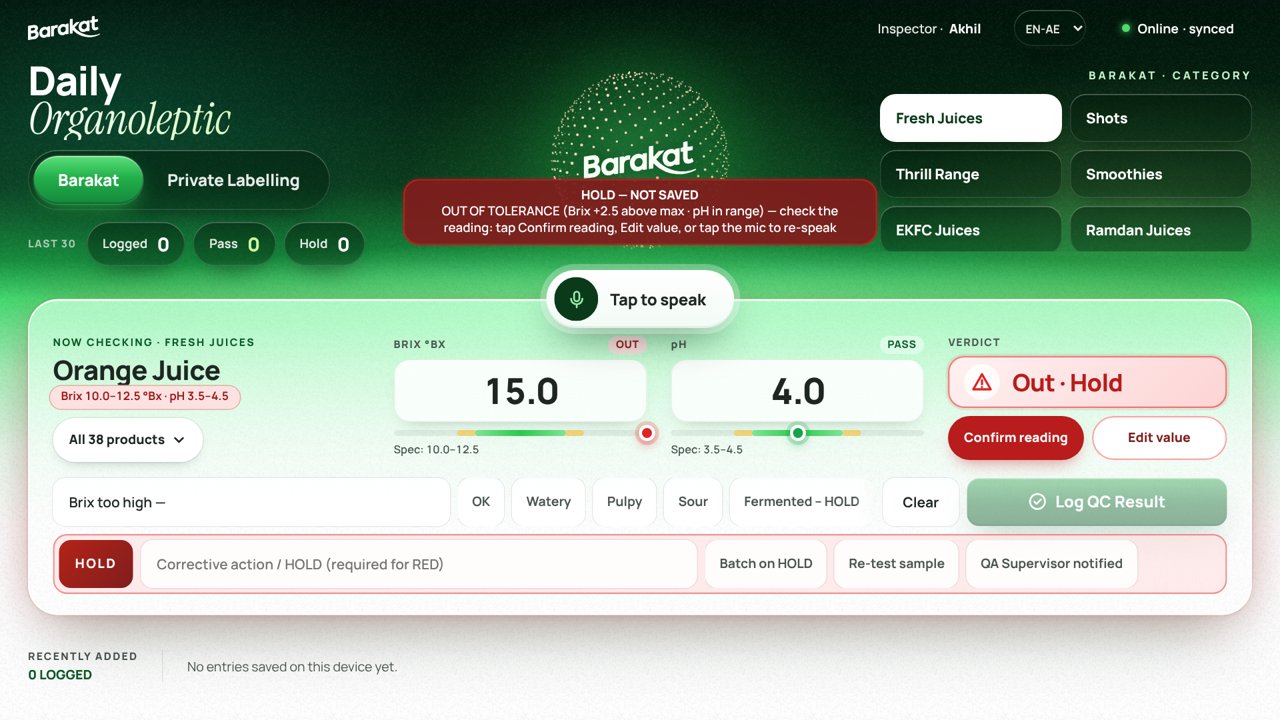 Barakat
Inspector · Akhil
EN-AE
Online · synced
Daily
Organoleptic
BARAKAT · CATEGORY
Fresh Juices
Shots
Thrill Range
Smoothies
EKFC Juices
Ramdan Juices
Barakat
Private Labelling
Barakat
LAST 30
Logged 0
Pass 0
Hold 0
HOLD — NOT SAVED
OUT OF TOLERANCE (Brix +2.5 above max · pH in range) — check the
reading: tap Confirm reading, Edit value, or tap the mic to re-speak
Tap to speak
NOW CHECKING · FRESH JUICES
Orange Juice
Brix 10.0–12.5 °Bx · pH 3.5–4.5
All 38 products
BRIX °BX
OUT
15.0
Spec: 10.0–12.5
pH
PASS
4.0
Spec: 3.5–4.5
VERDICT
Out · Hold
Confirm reading
Edit value
Brix too high —
OK
Watery
Pulpy
Sour
Fermented – HOLD
Clear
Log QC Result
HOLD
Corrective action / HOLD (required for RED)
Batch on HOLD
Re-test sample
QA Supervisor notified
RECENTLY ADDED
0 LOGGED
No entries saved on this device yet.